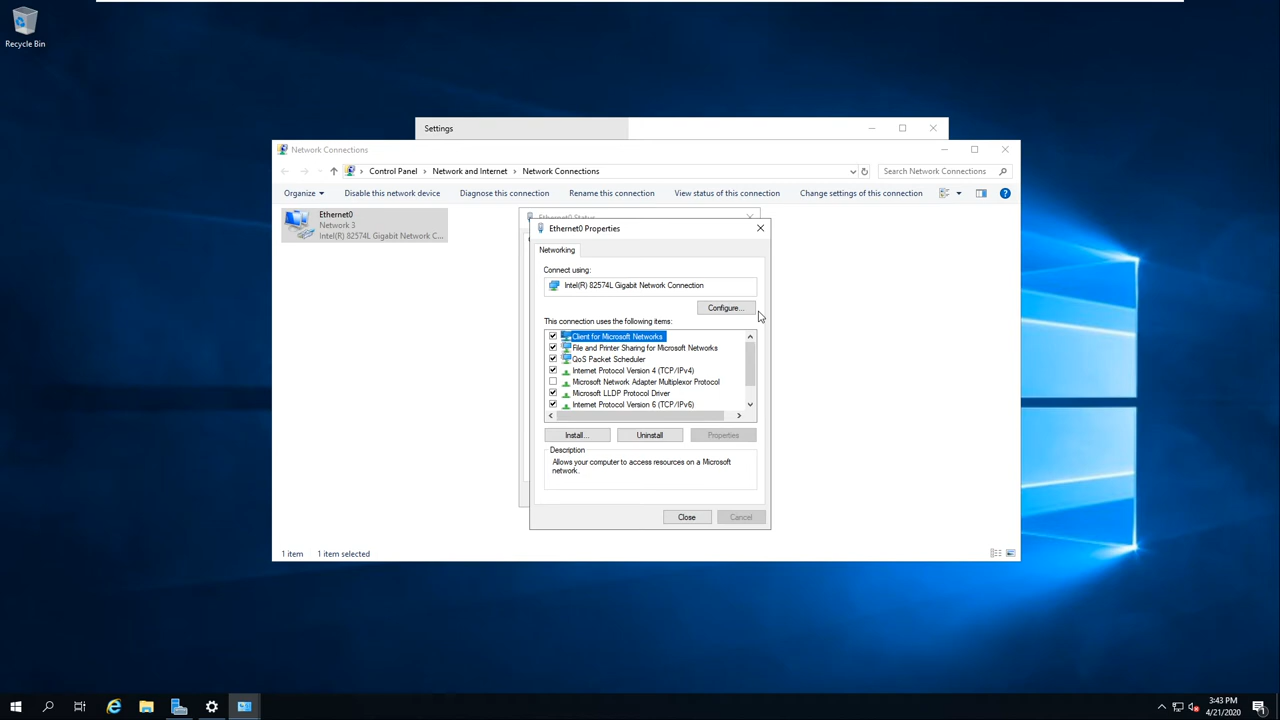 Recycle Bin
Settings
Network Connections
Control Panel
Network and Internet
Network Connections
Search Network Connections
Organize
Disable this network device
Diagnose this connection
Rename this connection
View status of this connection
Change settings of this connection
Ethernet0
Network 3
Intel(R) 82574L Gigabit Network C...
Ethernet0 Status
Ethernet0 Properties
Networking
Connect using:
Intel(R) 82574L Gigabit Network Connection
Configure...
This connection uses the following items:
Client for Microsoft Networks
File and Printer Sharing for Microsoft Networks
QoS Packet Scheduler
Internet Protocol Version 4 (TCP/IPv4)
Microsoft Network Adapter Multiplexor Protocol
Microsoft LLDP Protocol Driver
Internet Protocol Version 6 (TCP/IPv6)
Install...
Uninstall
Properties
Description
Allows your computer to access resources on a Microsoft
network.
Close
Cancel
1 item
1 item selected
3:43 PM
4/21/2020
1